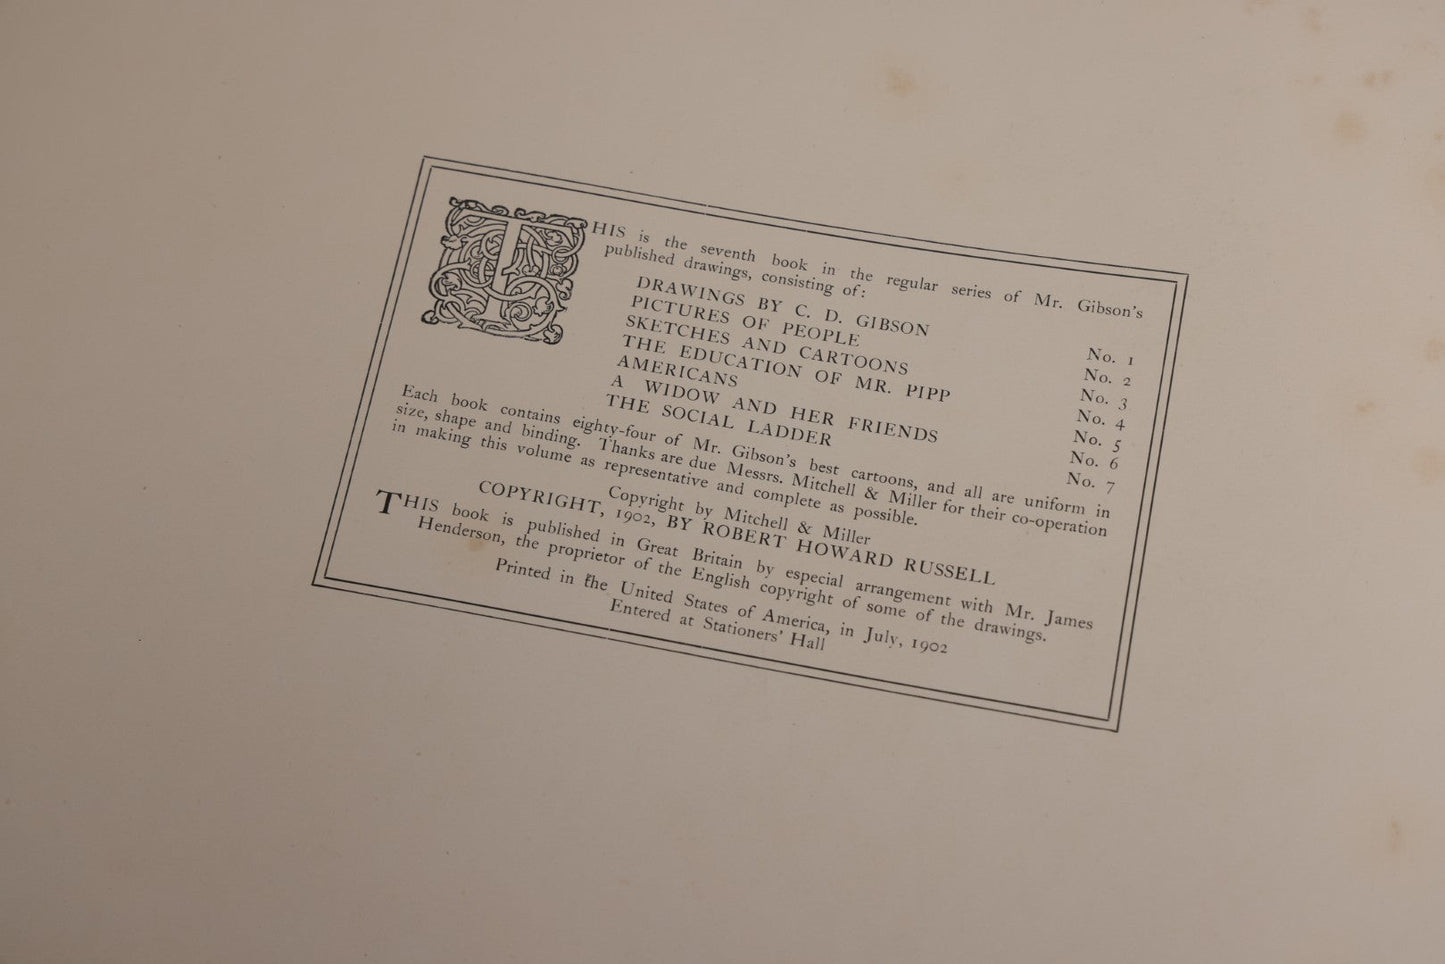 THIS is the seventh book in the regular series of Mr. Gibson's
published drawings, consisting of:
DRAWINGS BY C. D. GIBSON No. 1
PICTURES OF PEOPLE No. 2
SKETCHES AND CARTOONS No. 3
THE EDUCATION OF MR. PIPP No. 4
AMERICANS No. 5
A WIDOW AND HER FRIENDS No. 6
THE SOCIAL LADDER No. 7
Each book contains eighty-four of Mr. Gibson's best cartoons, and all are uniform in
size, shape and binding. Thanks are due Messrs. Mitchell & Miller for their co-operation
in making this volume as representative and complete as possible.
Copyright by Mitchell & Miller
COPYRIGHT, 1902, BY ROBERT HOWARD RUSSELL
THIS book is published in Great Britain by especial arrangement with Mr. James
Henderson, the proprietor of the English copyright of some of the drawings.
Printed in the United States of America, in July, 1902
Entered at Stationers' Hall